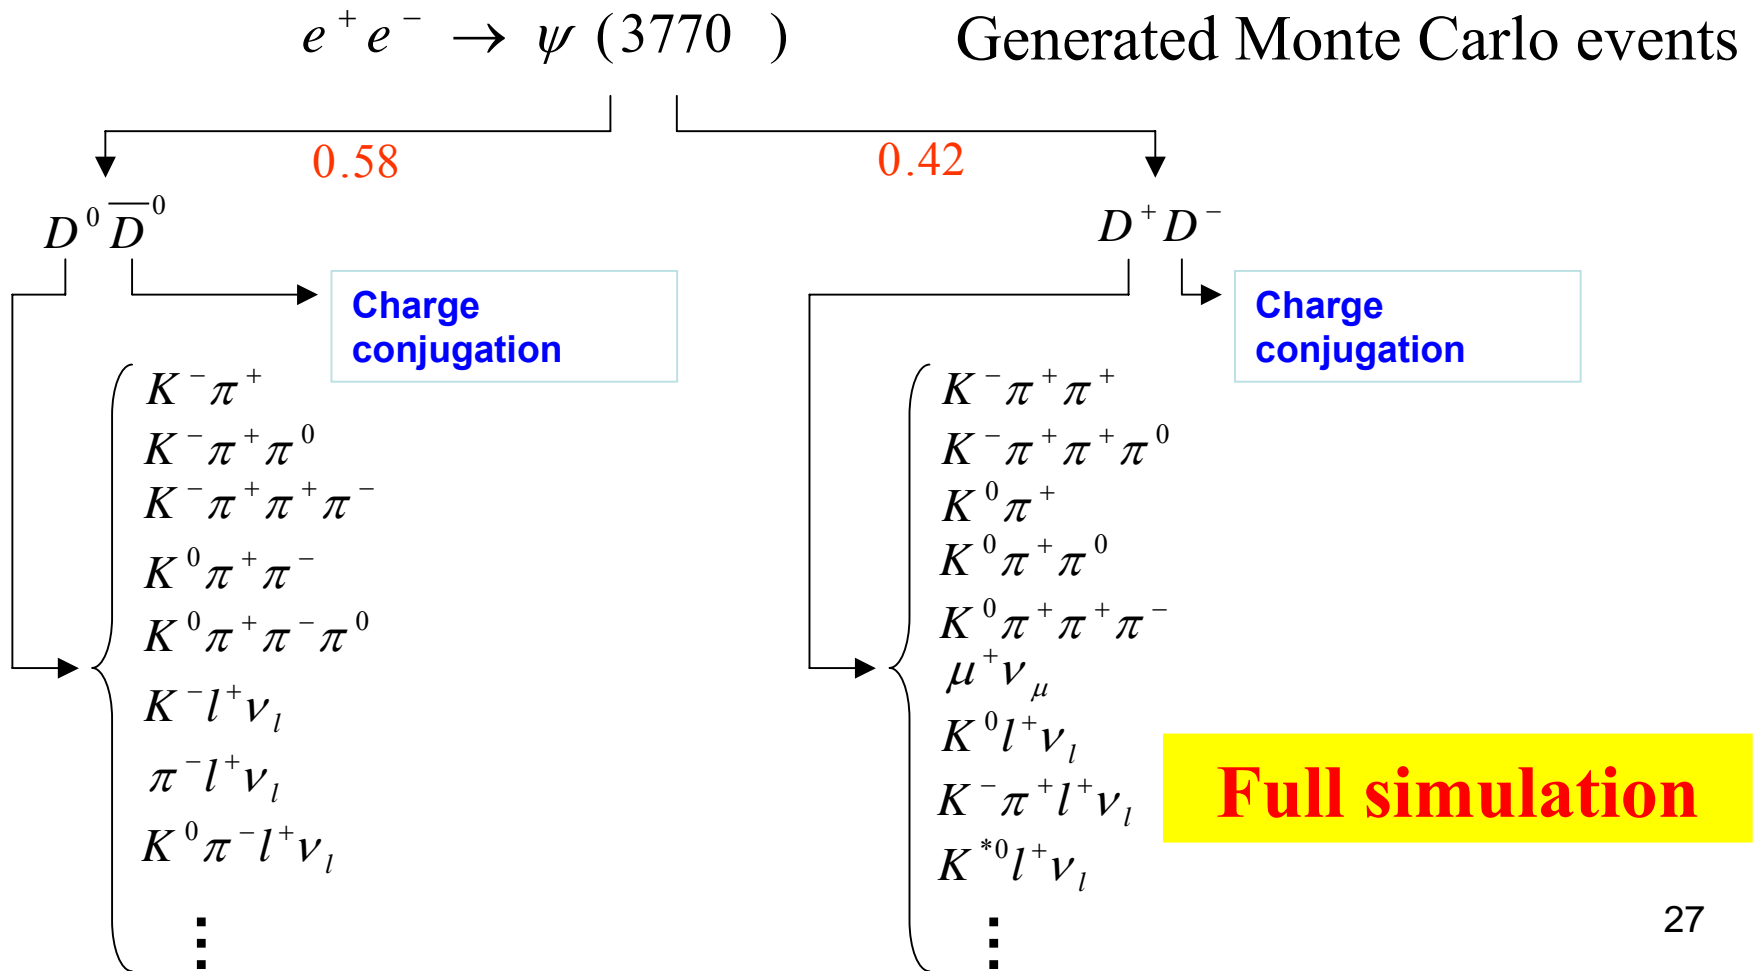 e⁺e⁻ → ψ (3770 ) Generated Monte Carlo events
0.58 0.42
D⁰D̅⁰ D⁺D⁻
Charge
conjugation
Charge
conjugation
K⁻π⁺
K⁻π⁺π⁰
K⁻π⁺π⁺π⁻
K⁰π⁺π⁻
K⁰π⁺π⁻π⁰
K⁻l⁺ν_l
π⁻l⁺ν_l
K⁰π⁻l⁺ν_l
⋮
K⁻π⁺π⁺
K⁻π⁺π⁺π⁰
K⁰π⁺
K⁰π⁺π⁰
K⁰π⁺π⁺π⁻
μ⁺ν_μ
K⁰l⁺ν_l
K⁻π⁺l⁺ν_l
K*⁰l⁺ν_l
⋮
Full simulation
27